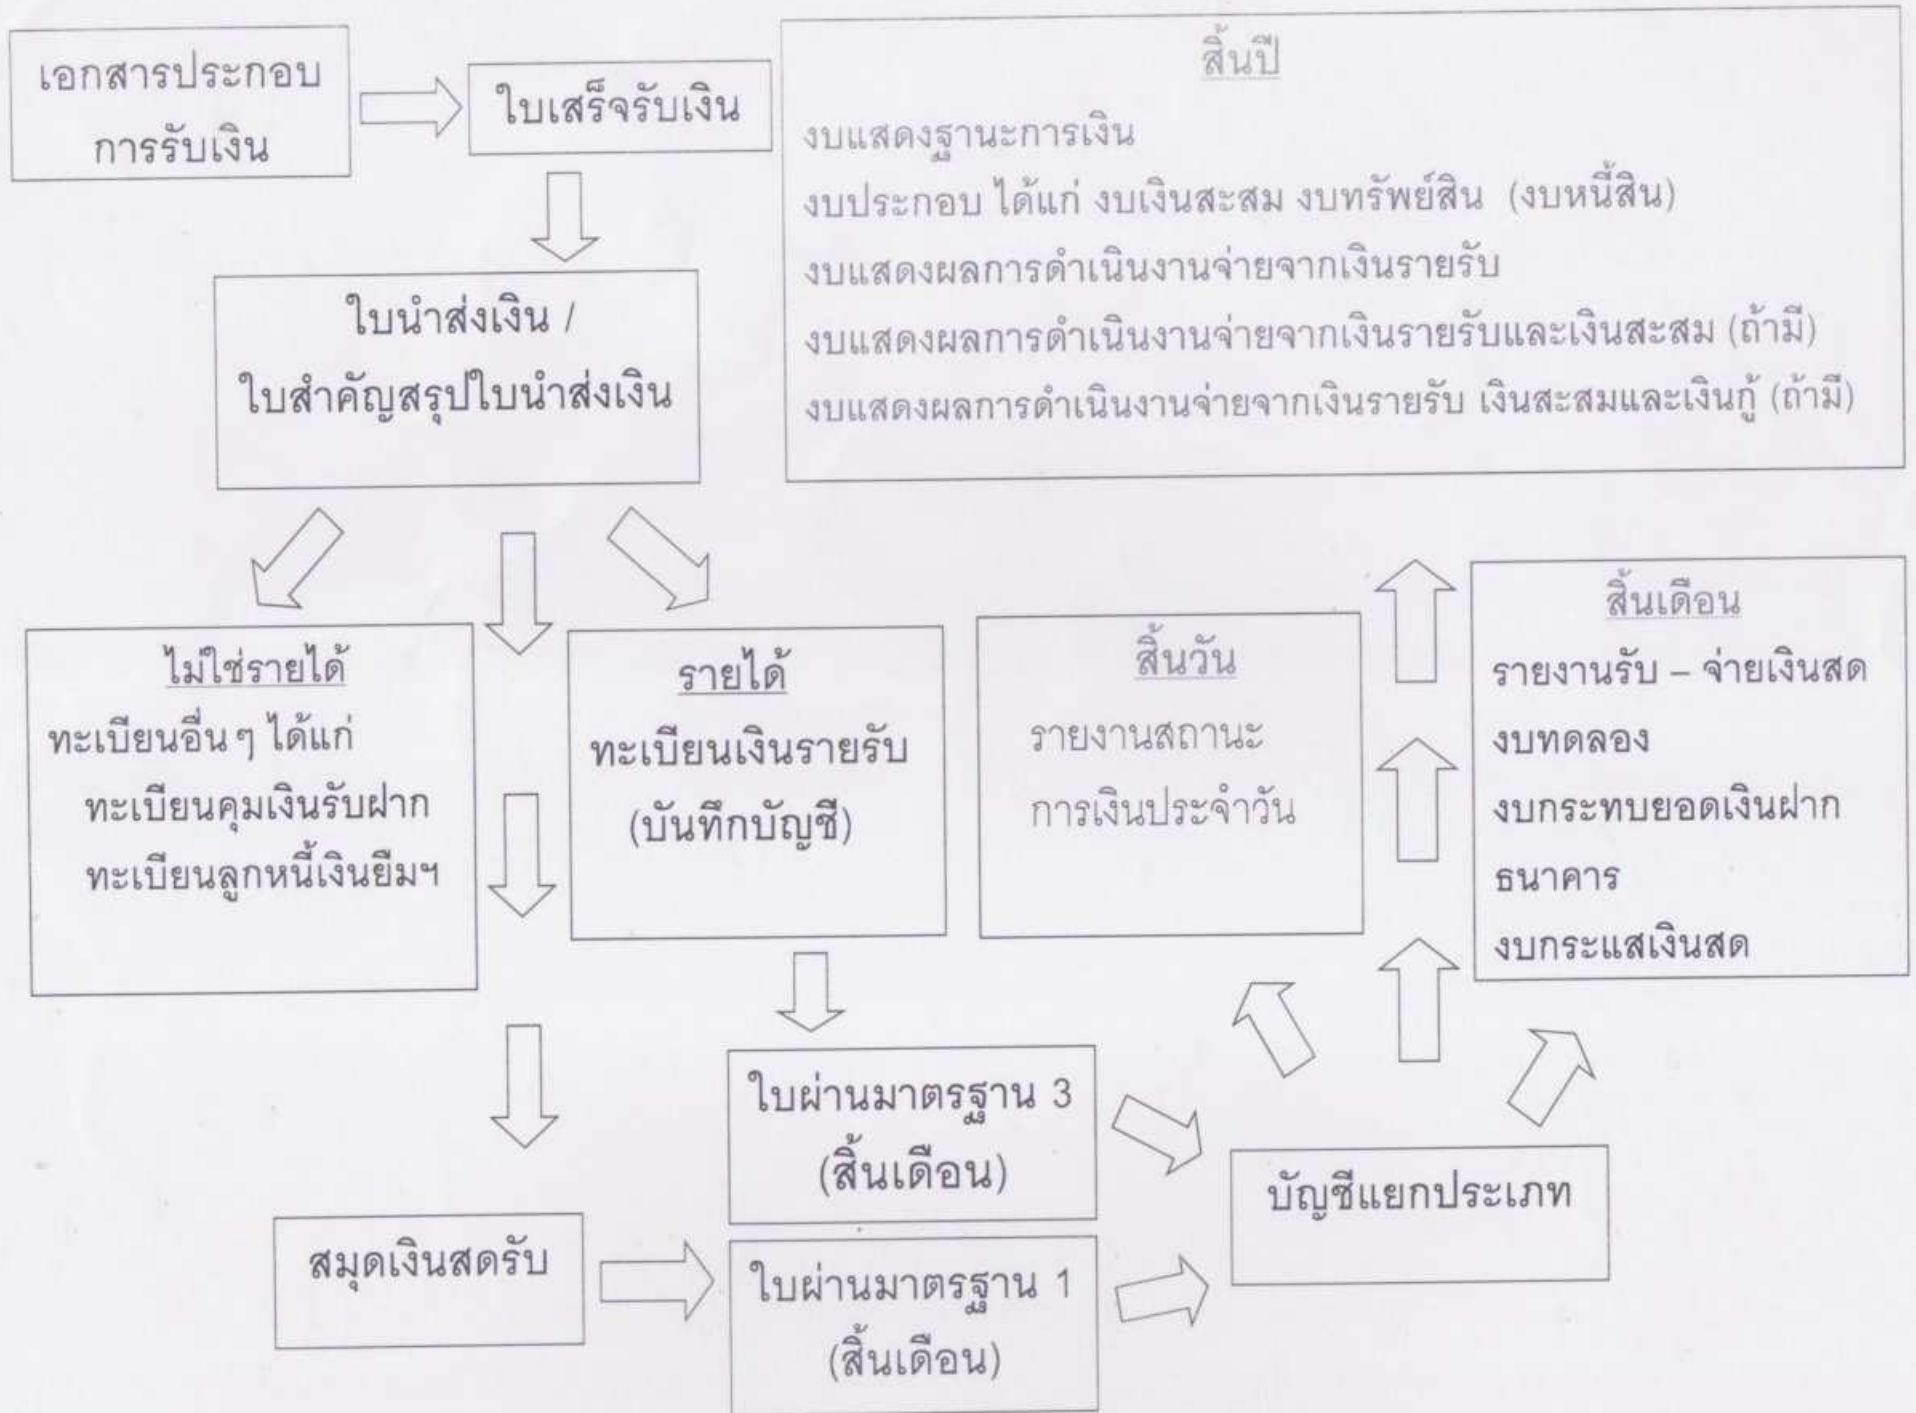 เอกสารประกอบ
การรับเงิน
ใบเสร็จรับเงิน
สิ้นปี
งบแสดงฐานะการเงิน
งบประกอบ ได้แก่ งบเงินสะสม งบทรัพย์สิน (งบหนี้สิน)
งบแสดงผลการดำเนินงานจ่ายจากเงินรายรับ
งบแสดงผลการดำเนินงานจ่ายจากเงินรายรับและเงินสะสม (ถ้ามี)
งบแสดงผลการดำเนินงานจ่ายจากเงินรายรับ เงินสะสมและเงินกู้ (ถ้ามี)
ใบนำส่งเงิน /
ใบสำคัญสรุปใบนำส่งเงิน
ไม่ใช่รายได้
ทะเบียนอื่นๆ ได้แก่
ทะเบียนคุมเงินรับฝาก
ทะเบียนลูกหนี้เงินยืมฯ
รายได้
ทะเบียนเงินรายรับ
(บันทึกบัญชี)
สิ้นวัน
รายงานสถานะ
การเงินประจำวัน
สิ้นเดือน
รายงานรับ – จ่ายเงินสด
งบทดลอง
งบกระทบยอดเงินฝาก
ธนาคาร
งบกระแสเงินสด
ใบผ่านมาตรฐาน 3
(สิ้นเดือน)
บัญชีแยกประเภท
สมุดเงินสดรับ
ใบผ่านมาตรฐาน 1
(สิ้นเดือน)